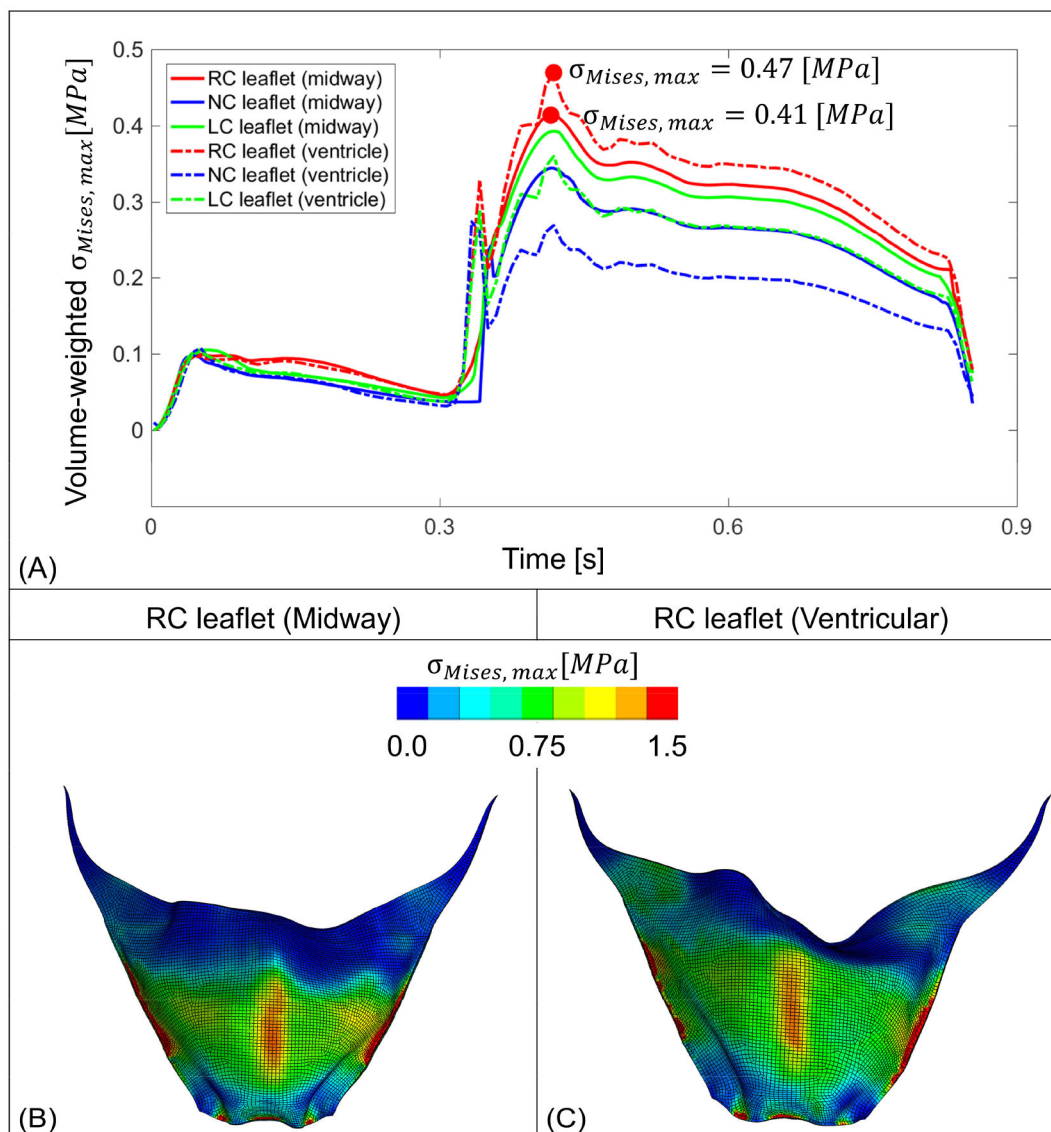 Volume-weighted σMises, max [MPa]
0.5
0.4
0.3
0.2
0.1
0
RC leaflet (midway)
NC leaflet (midway)
LC leaflet (midway)
RC leaflet (ventricle)
NC leaflet (ventricle)
LC leaflet (ventricle)
σMises, max = 0.47 [MPa]
σMises, max = 0.41 [MPa]
0 0.3 0.6 0.9
Time [s]
(A)
RC leaflet (Midway)
RC leaflet (Ventricular)
σMises, max[MPa]
0.0 0.75 1.5
(B)
(C)